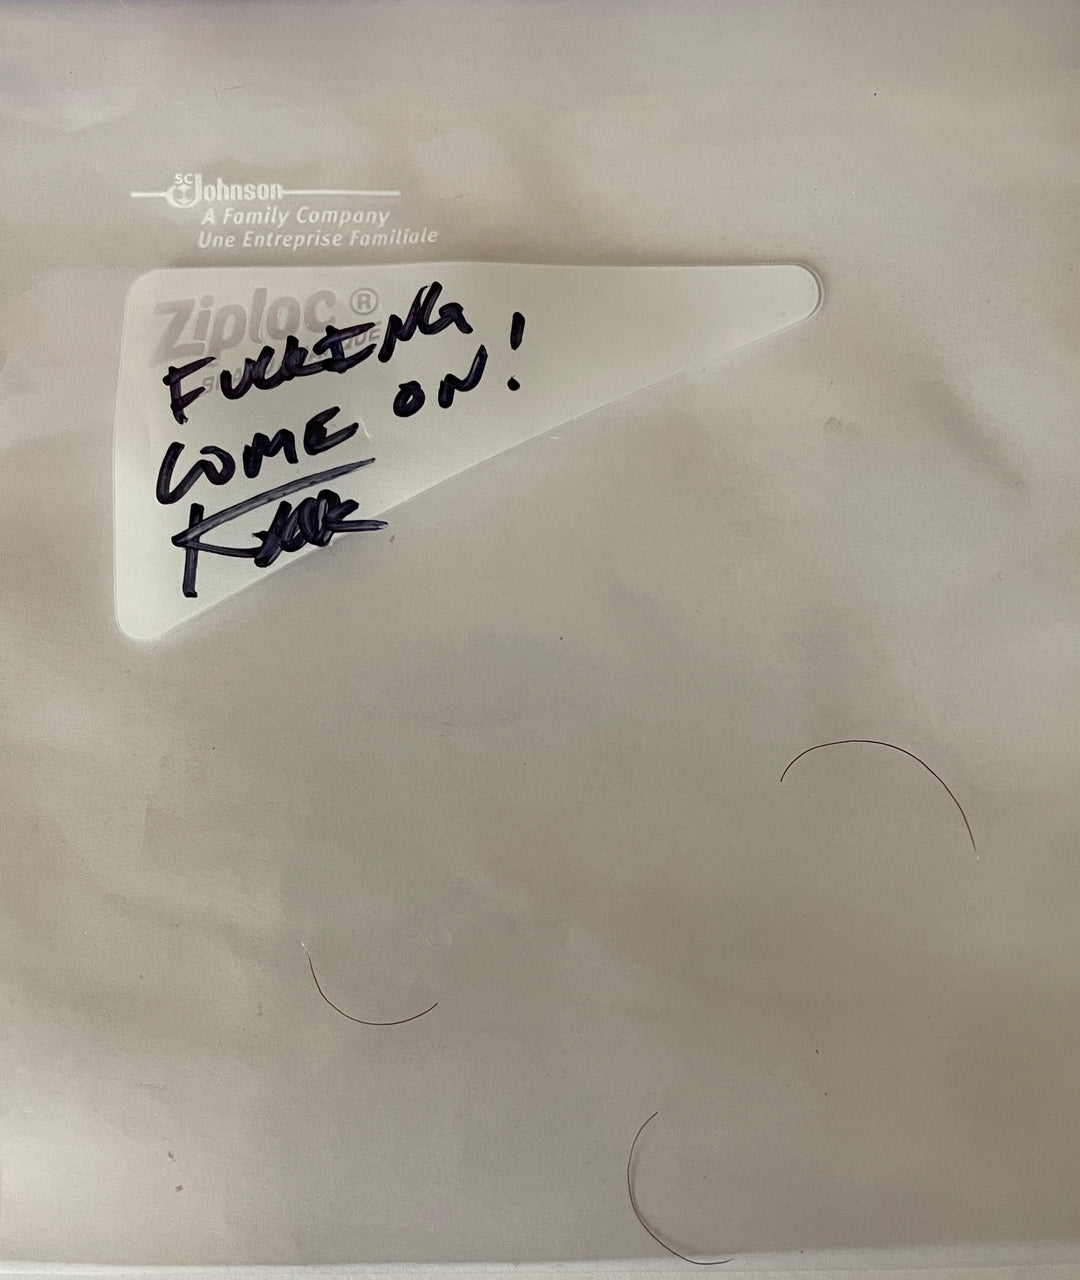 SC Johnson
A Family Company
Une Entreprise Familiale
Ziploc®
FUCKING
COME ON!